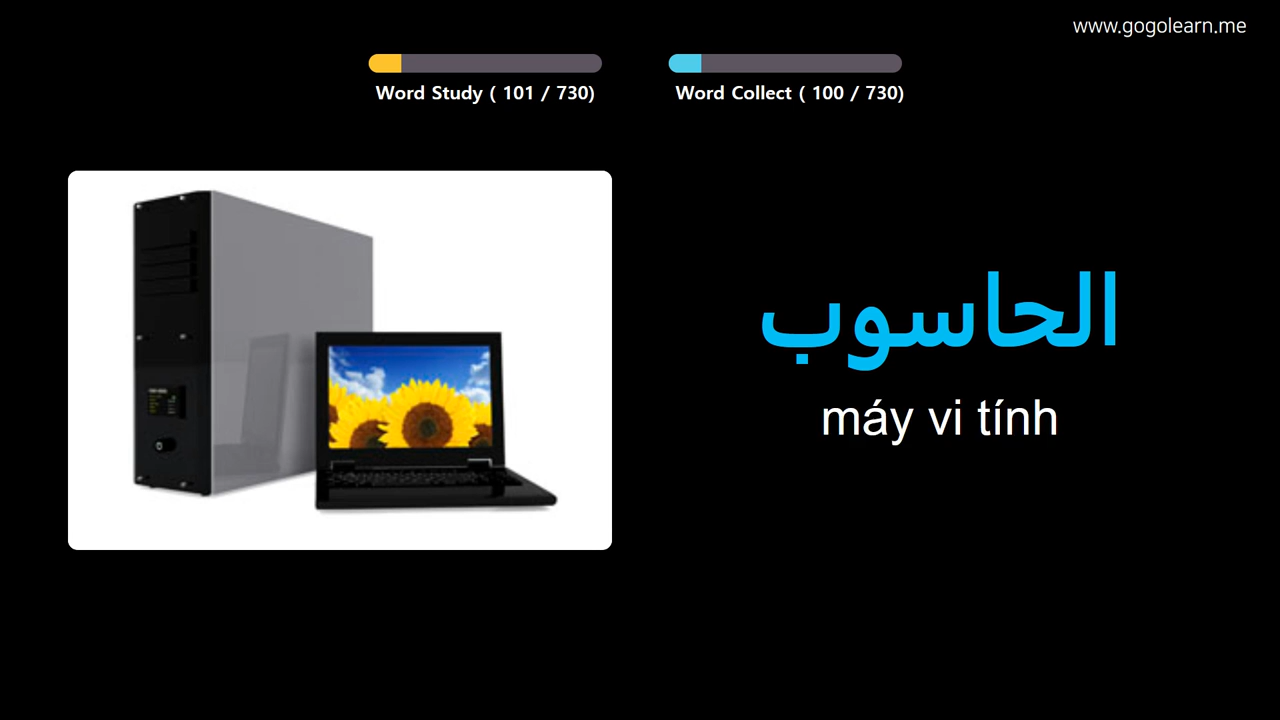 www.gogolearn.me
Word Study ( 101 / 730)
Word Collect ( 100 / 730)
الحاسوب
máy vi tính